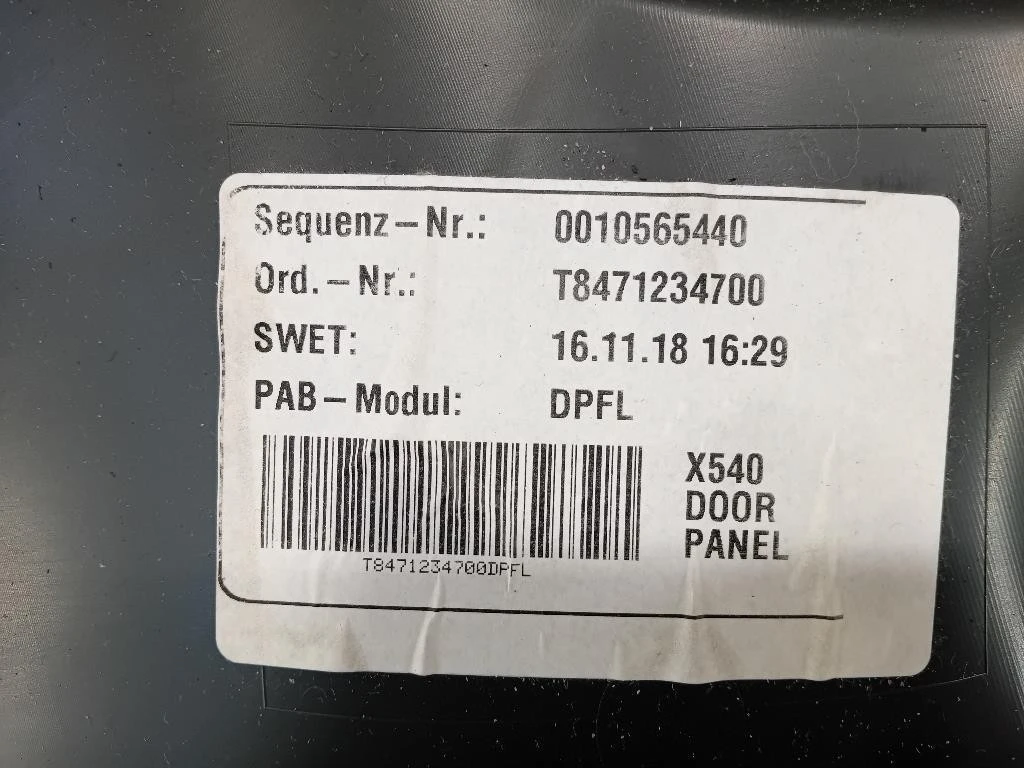 Sequenz-Nr.: 0010565440
Ord.-Nr.: T8471234700
SWET: 16.11.18 16:29
PAB-Modul: DPFL
X540
DOOR
PANEL
T8471234700DPFL